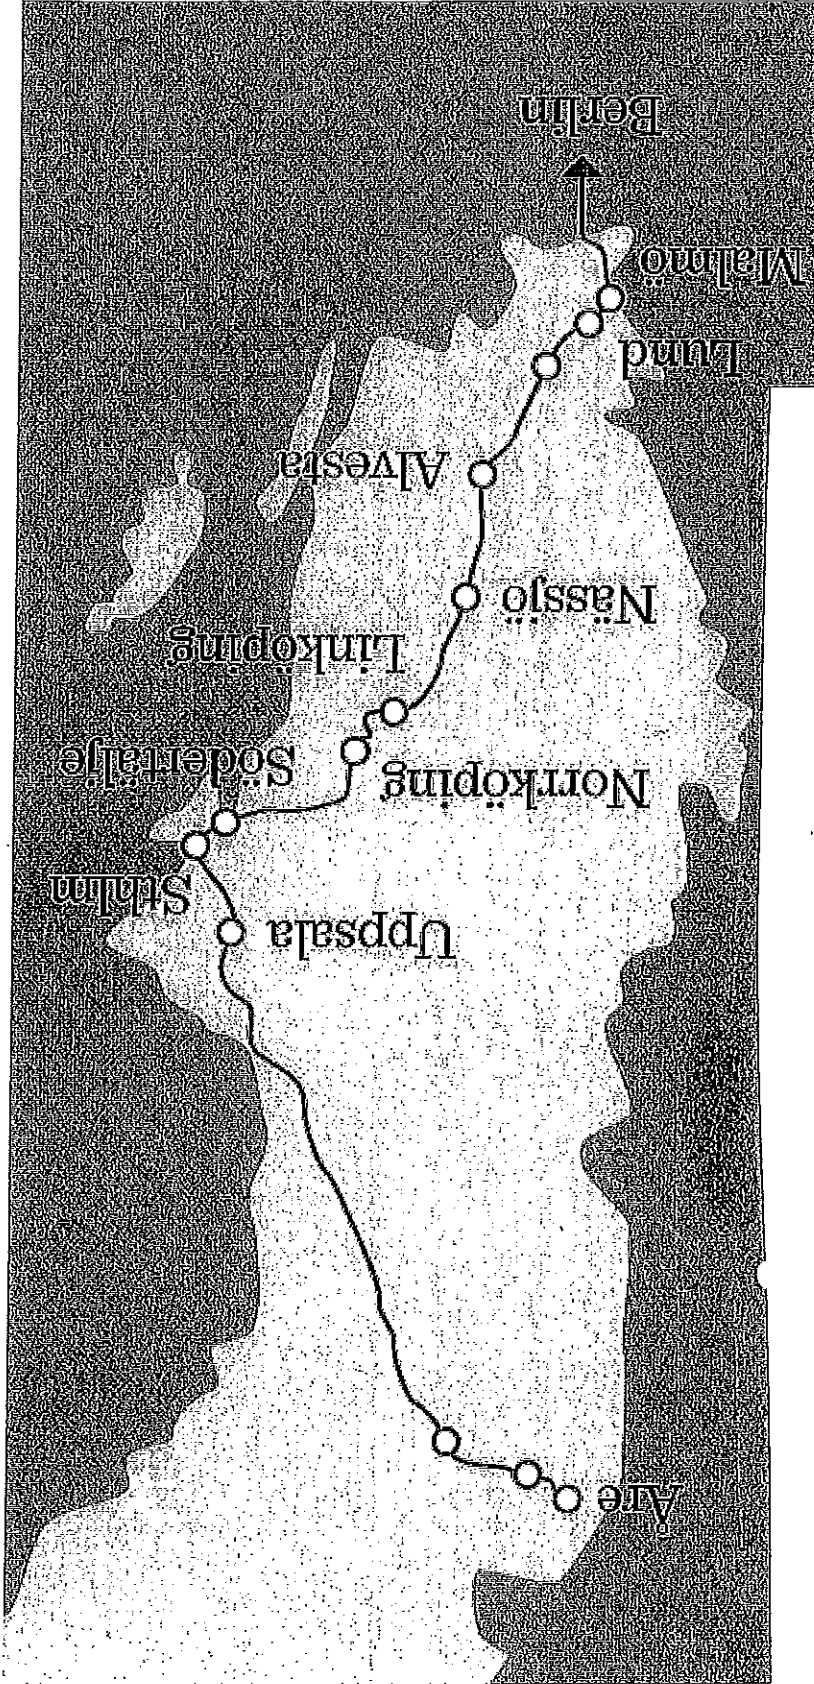 Åre
Uppsala
Sthlm
Södertälje
Norrköping
Linköping
Nässjö
Alvesta
Lund
Malmö
Berlin